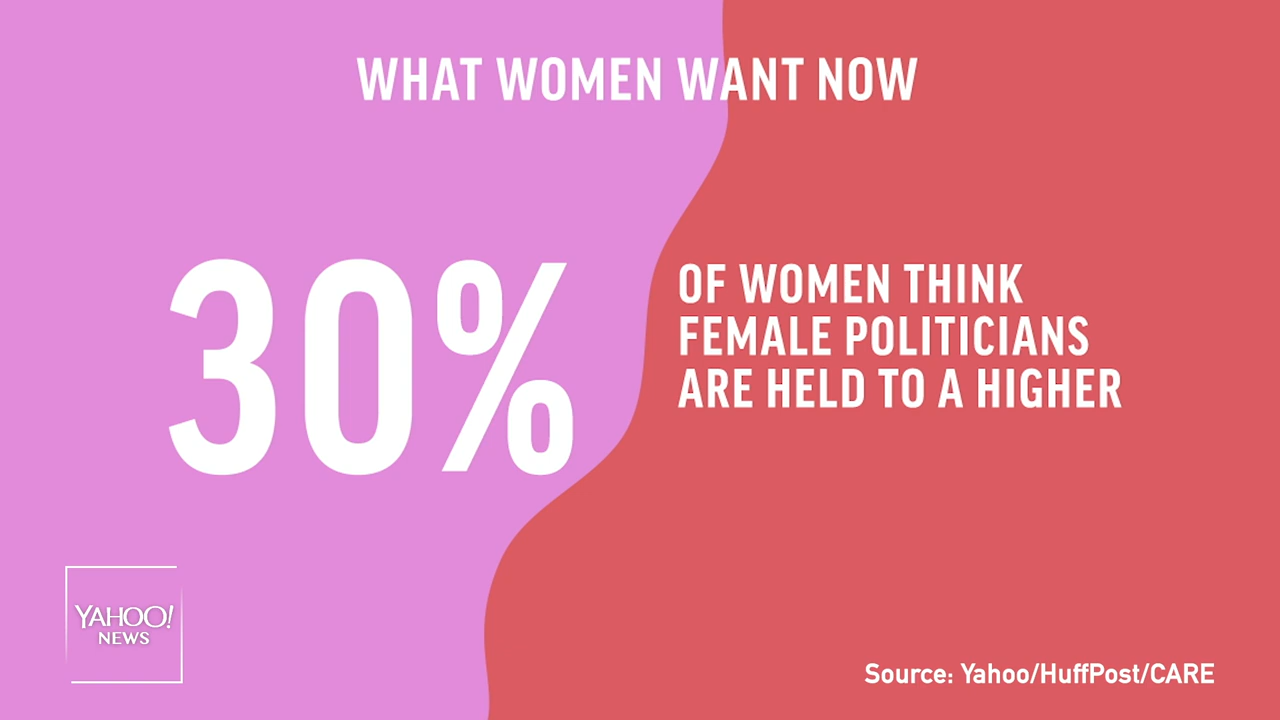 WHAT WOMEN WANT NOW
30%
OF WOMEN THINK
FEMALE POLITICIANS
ARE HELD TO A HIGHER
YAHOO!
NEWS
Source: Yahoo/HuffPost/CARE